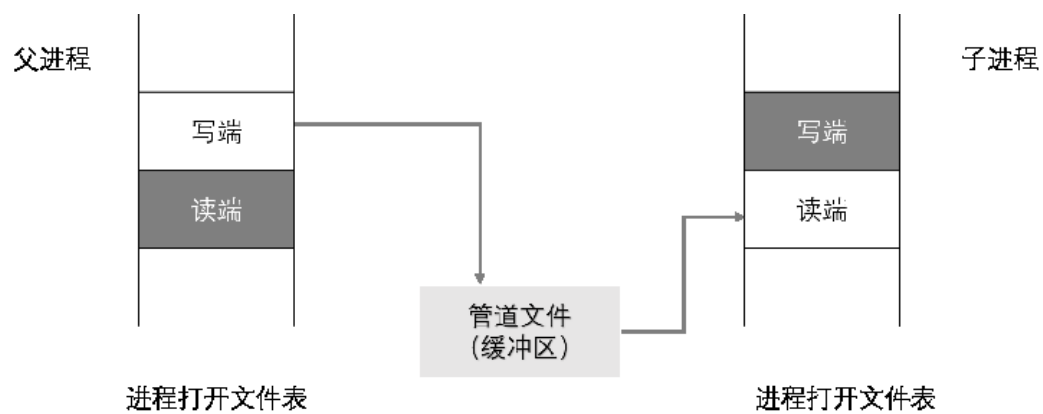 父进程
子进程
写端
写端
读端
读端
管道文件
(缓冲区)
进程打开文件表
进程打开文件表